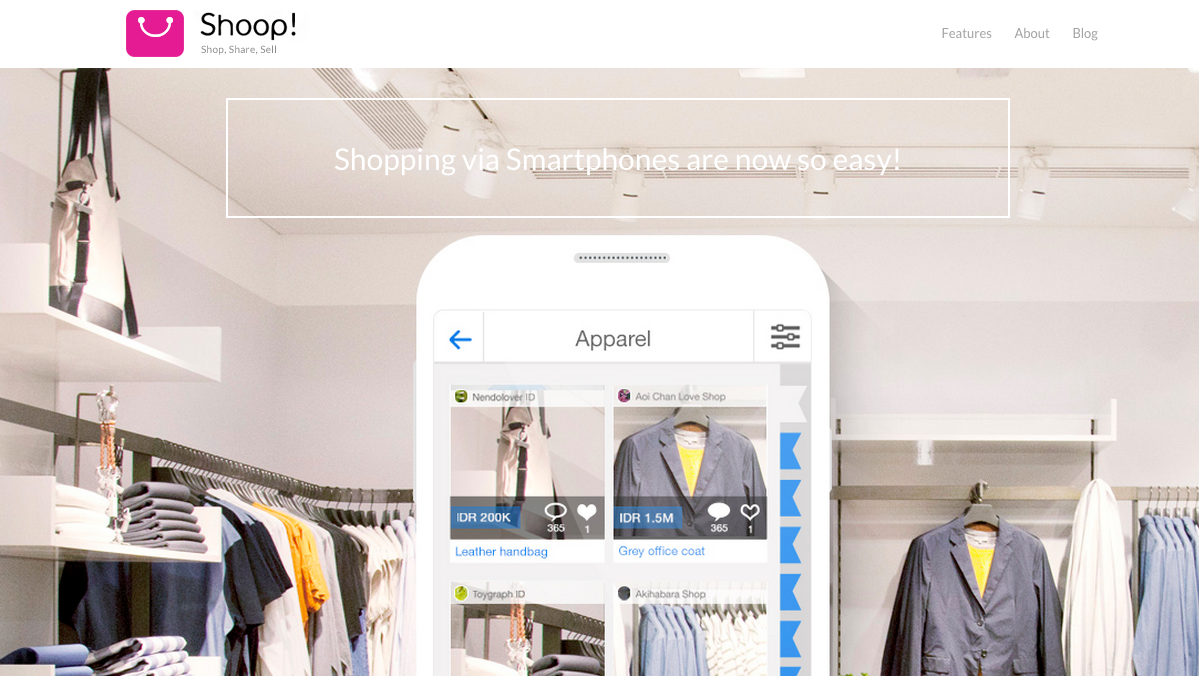 Shoop!
Shop, Share, Sell
Features About Blog
Shopping via Smartphones are now so easy!
Apparel
Nendolover ID
Aoi Chan Love Shop
IDR 200K
365
1
IDR 1.5M
365
1
Leather handbag
Grey office coat
Toygraph ID
Akihabara Shop